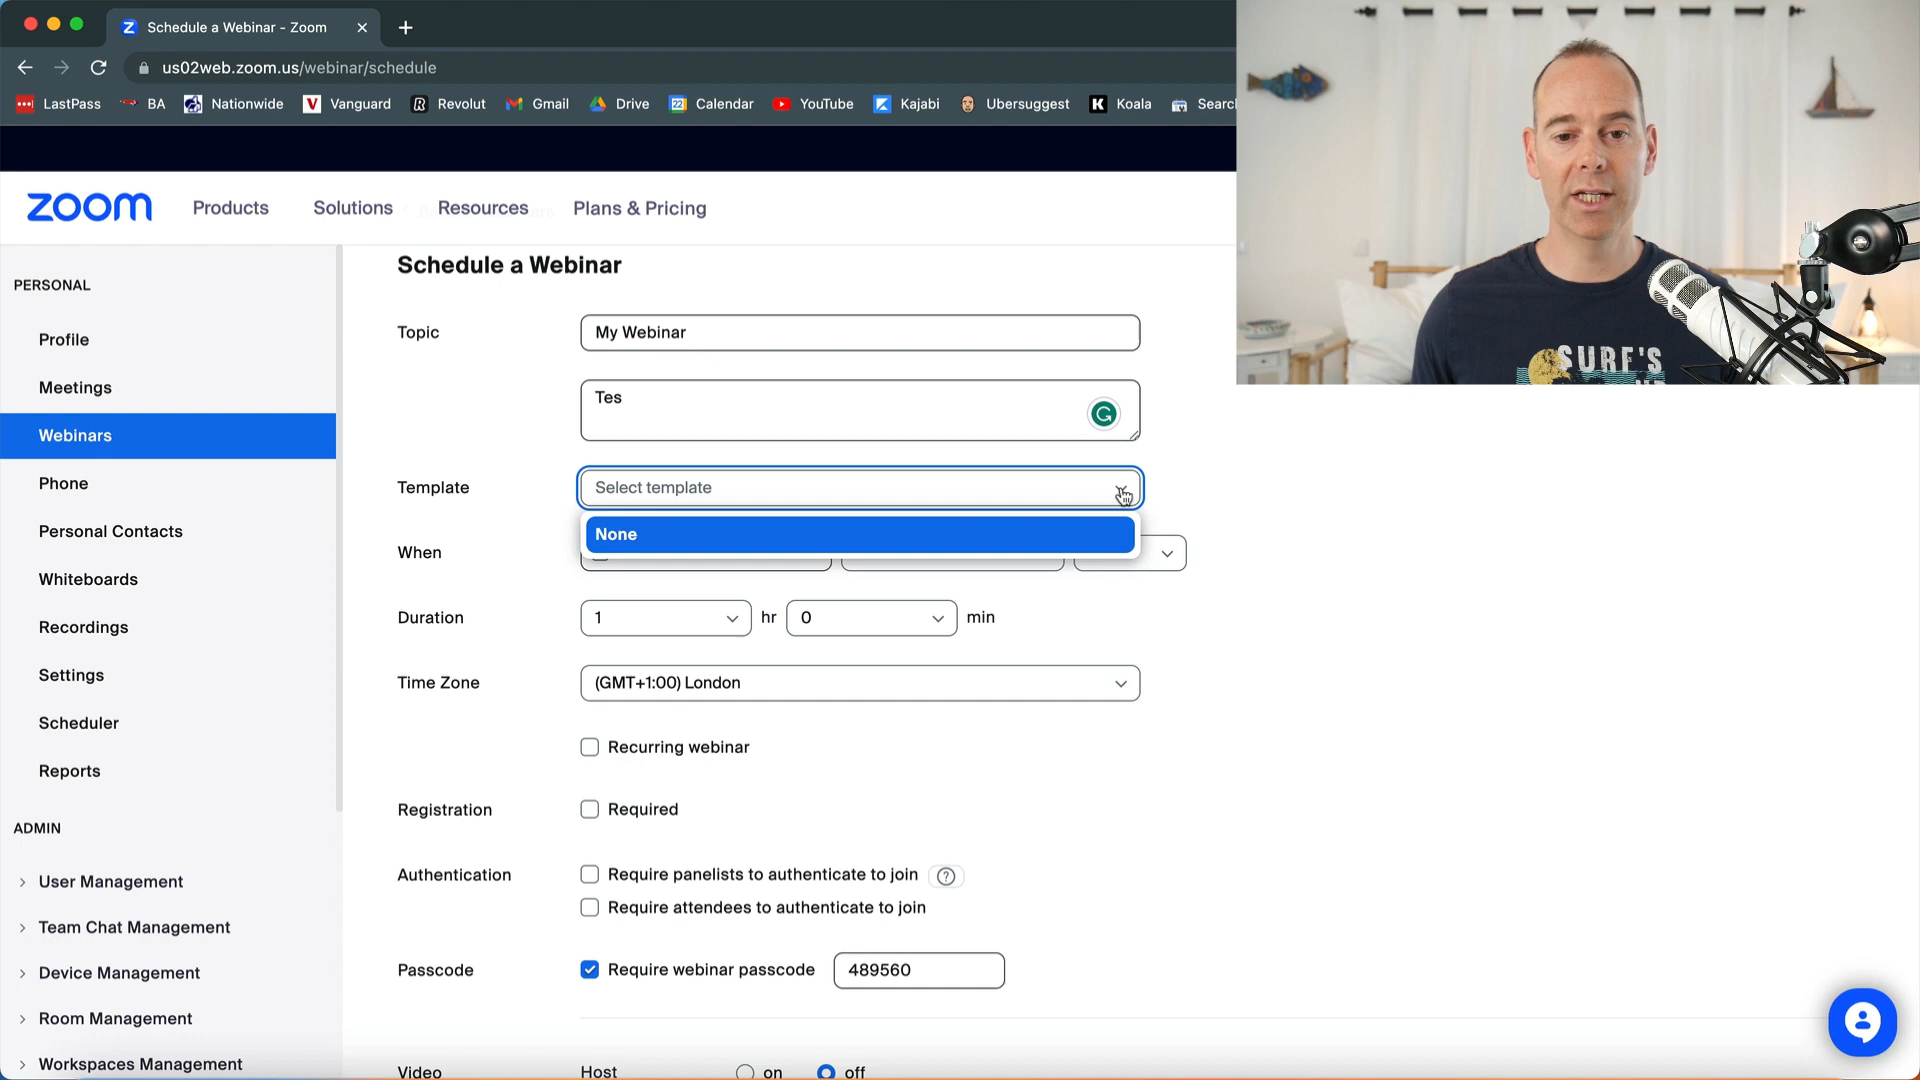 Schedule a Webinar - Zoom
us02web.zoom.us/webinar/schedule
LastPass BA Nationwide Vanguard Revolut Gmail Drive Calendar YouTube Kajabi Ubersuggest Koala Search
zoom Products Solutions Resources Plans & Pricing
PERSONAL
Profile
Meetings
Webinars
Phone
Personal Contacts
Whiteboards
Recordings
Settings
Scheduler
Reports
ADMIN
User Management
Team Chat Management
Device Management
Room Management
Workspaces Management
Schedule a Webinar
Topic My Webinar
Tes
Template Select template
None
When
Duration 1 hr 0 min
Time Zone (GMT+1:00) London
Recurring webinar
Registration Required
Authentication Require panelists to authenticate to join
Require attendees to authenticate to join
Passcode Require webinar passcode 489560
Video Host on off
SURF'S